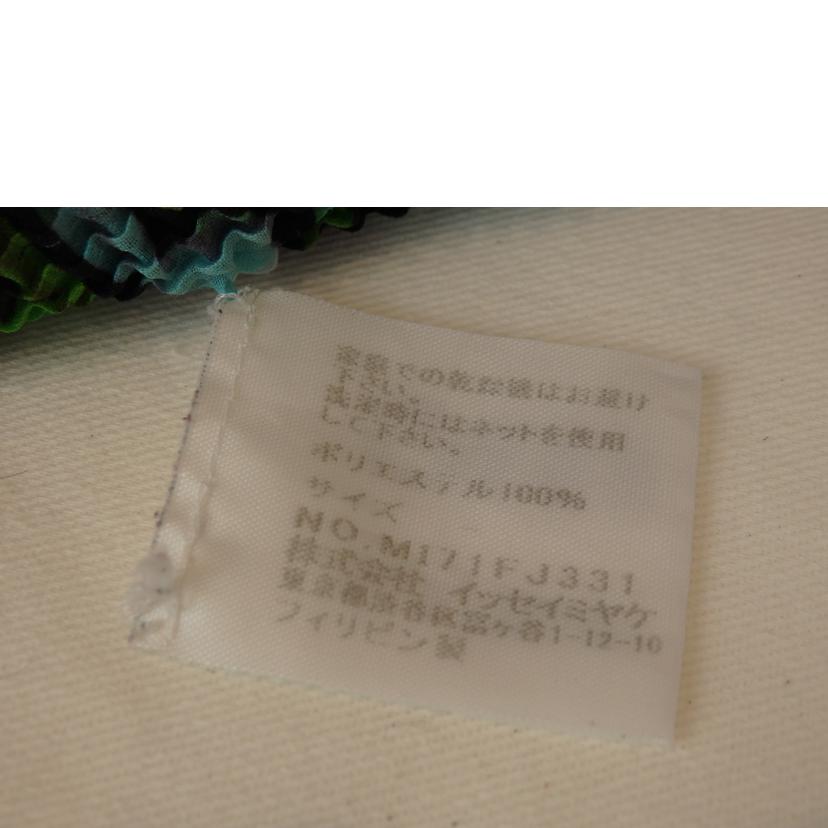 家庭での乾燥機はお避け
下さい。
洗濯時にはネットを使用
して下さい。
ポリエステル100%
サイズ
NO.M171FJ331
株式会社 イッセイミヤケ
東京都渋谷区富ヶ谷1-12-10
フィリピン製